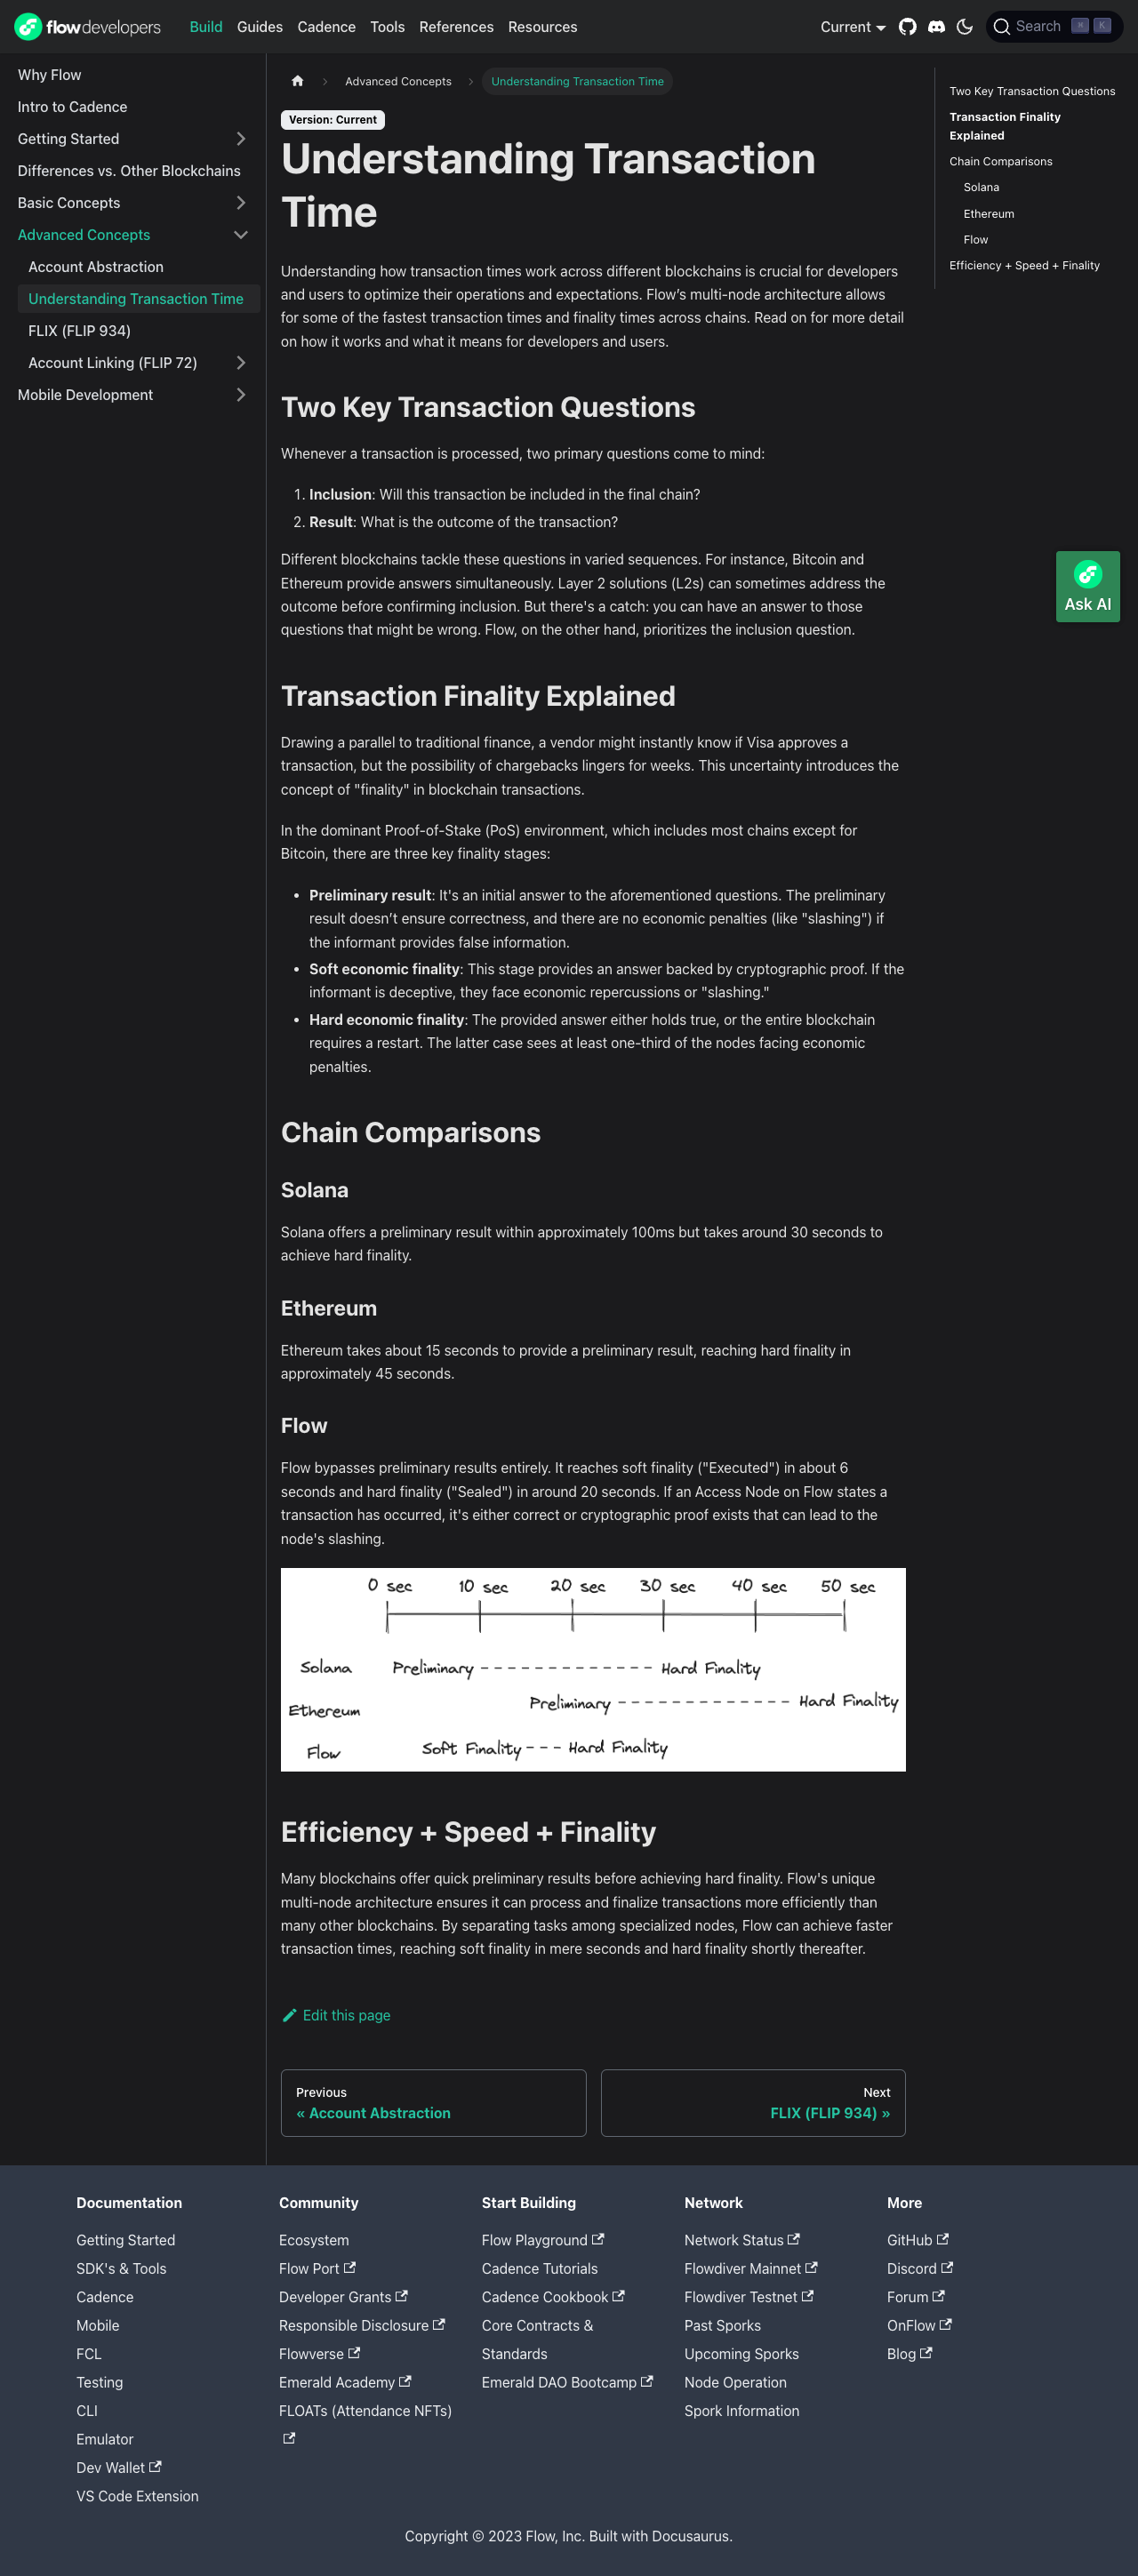 flowdevelopers Build Guides Cadence Tools References Resources Current Search ⌘ K
Why Flow
Intro to Cadence
Getting Started
Differences vs. Other Blockchains
Basic Concepts
Advanced Concepts
Account Abstraction
Understanding Transaction Time
FLIX (FLIP 934)
Account Linking (FLIP 72)
Mobile Development
Advanced Concepts
Understanding Transaction Time
Version: Current
Understanding Transaction
Time
Understanding how transaction times work across different blockchains is crucial for developers
and users to optimize their operations and expectations. Flow’s multi-node architecture allows
for some of the fastest transaction times and finality times across chains. Read on for more detail
on how it works and what it means for developers and users.
Two Key Transaction Questions
Whenever a transaction is processed, two primary questions come to mind:
1. Inclusion: Will this transaction be included in the final chain?
2. Result: What is the outcome of the transaction?
Different blockchains tackle these questions in varied sequences. For instance, Bitcoin and
Ethereum provide answers simultaneously. Layer 2 solutions (L2s) can sometimes address the
outcome before confirming inclusion. But there's a catch: you can have an answer to those
questions that might be wrong. Flow, on the other hand, prioritizes the inclusion question.
Transaction Finality Explained
Drawing a parallel to traditional finance, a vendor might instantly know if Visa approves a
transaction, but the possibility of chargebacks lingers for weeks. This uncertainty introduces the
concept of "finality" in blockchain transactions.
In the dominant Proof-of-Stake (PoS) environment, which includes most chains except for
Bitcoin, there are three key finality stages:
• Preliminary result: It's an initial answer to the aforementioned questions. The preliminary
result doesn’t ensure correctness, and there are no economic penalties (like "slashing") if
the informant provides false information.
• Soft economic finality: This stage provides an answer backed by cryptographic proof. If the
informant is deceptive, they face economic repercussions or "slashing."
• Hard economic finality: The provided answer either holds true, or the entire blockchain
requires a restart. The latter case sees at least one-third of the nodes facing economic
penalties.
Chain Comparisons
Solana
Solana offers a preliminary result within approximately 100ms but takes around 30 seconds to
achieve hard finality.
Ethereum
Ethereum takes about 15 seconds to provide a preliminary result, reaching hard finality in
approximately 45 seconds.
Flow
Flow bypasses preliminary results entirely. It reaches soft finality ("Executed") in about 6
seconds and hard finality ("Sealed") in around 20 seconds. If an Access Node on Flow states a
transaction has occurred, it's either correct or cryptographic proof exists that can lead to the
node's slashing.
0 sec 10 sec 20 sec 30 sec 40 sec 50 sec
Solana Preliminary Hard Finality
Ethereum Preliminary Hard Finality
Flow Soft Finality Hard Finality
Efficiency + Speed + Finality
Many blockchains offer quick preliminary results before achieving hard finality. Flow's unique
multi-node architecture ensures it can process and finalize transactions more efficiently than
many other blockchains. By separating tasks among specialized nodes, Flow can achieve faster
transaction times, reaching soft finality in mere seconds and hard finality shortly thereafter.
Edit this page
Previous
« Account Abstraction
Next
FLIX (FLIP 934) »
Two Key Transaction Questions
Transaction Finality
Explained
Chain Comparisons
Solana
Ethereum
Flow
Efficiency + Speed + Finality
Ask AI
Documentation
Getting Started
SDK's & Tools
Cadence
Mobile
FCL
Testing
CLI
Emulator
Dev Wallet
VS Code Extension
Community
Ecosystem
Flow Port
Developer Grants
Responsible Disclosure
Flowverse
Emerald Academy
FLOATs (Attendance NFTs)
Start Building
Flow Playground
Cadence Tutorials
Cadence Cookbook
Core Contracts &
Standards
Emerald DAO Bootcamp
Network
Network Status
Flowdiver Mainnet
Flowdiver Testnet
Past Sporks
Upcoming Sporks
Node Operation
Spork Information
More
GitHub
Discord
Forum
OnFlow
Blog
Copyright © 2023 Flow, Inc. Built with Docusaurus.